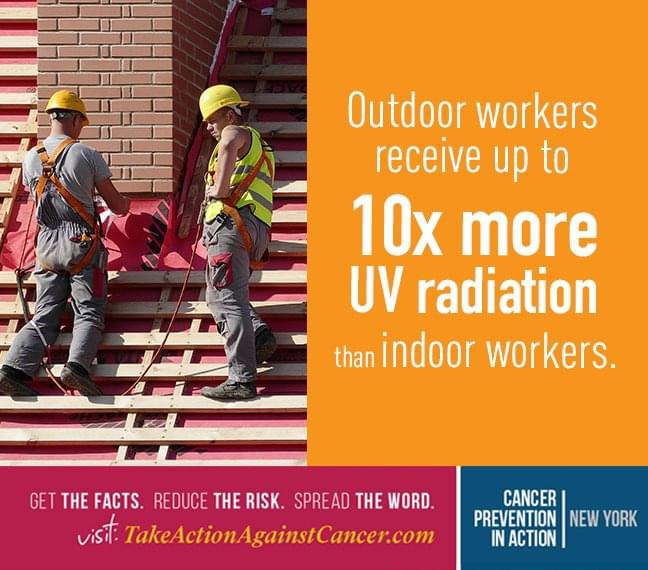 Outdoor workers
receive up to
10x more
UV radiation
than indoor workers.
GET THE FACTS. REDUCE THE RISK. SPREAD THE WORD.
visit: TakeActionAgainstCancer.com
CANCER
PREVENTION
IN ACTION
NEW YORK